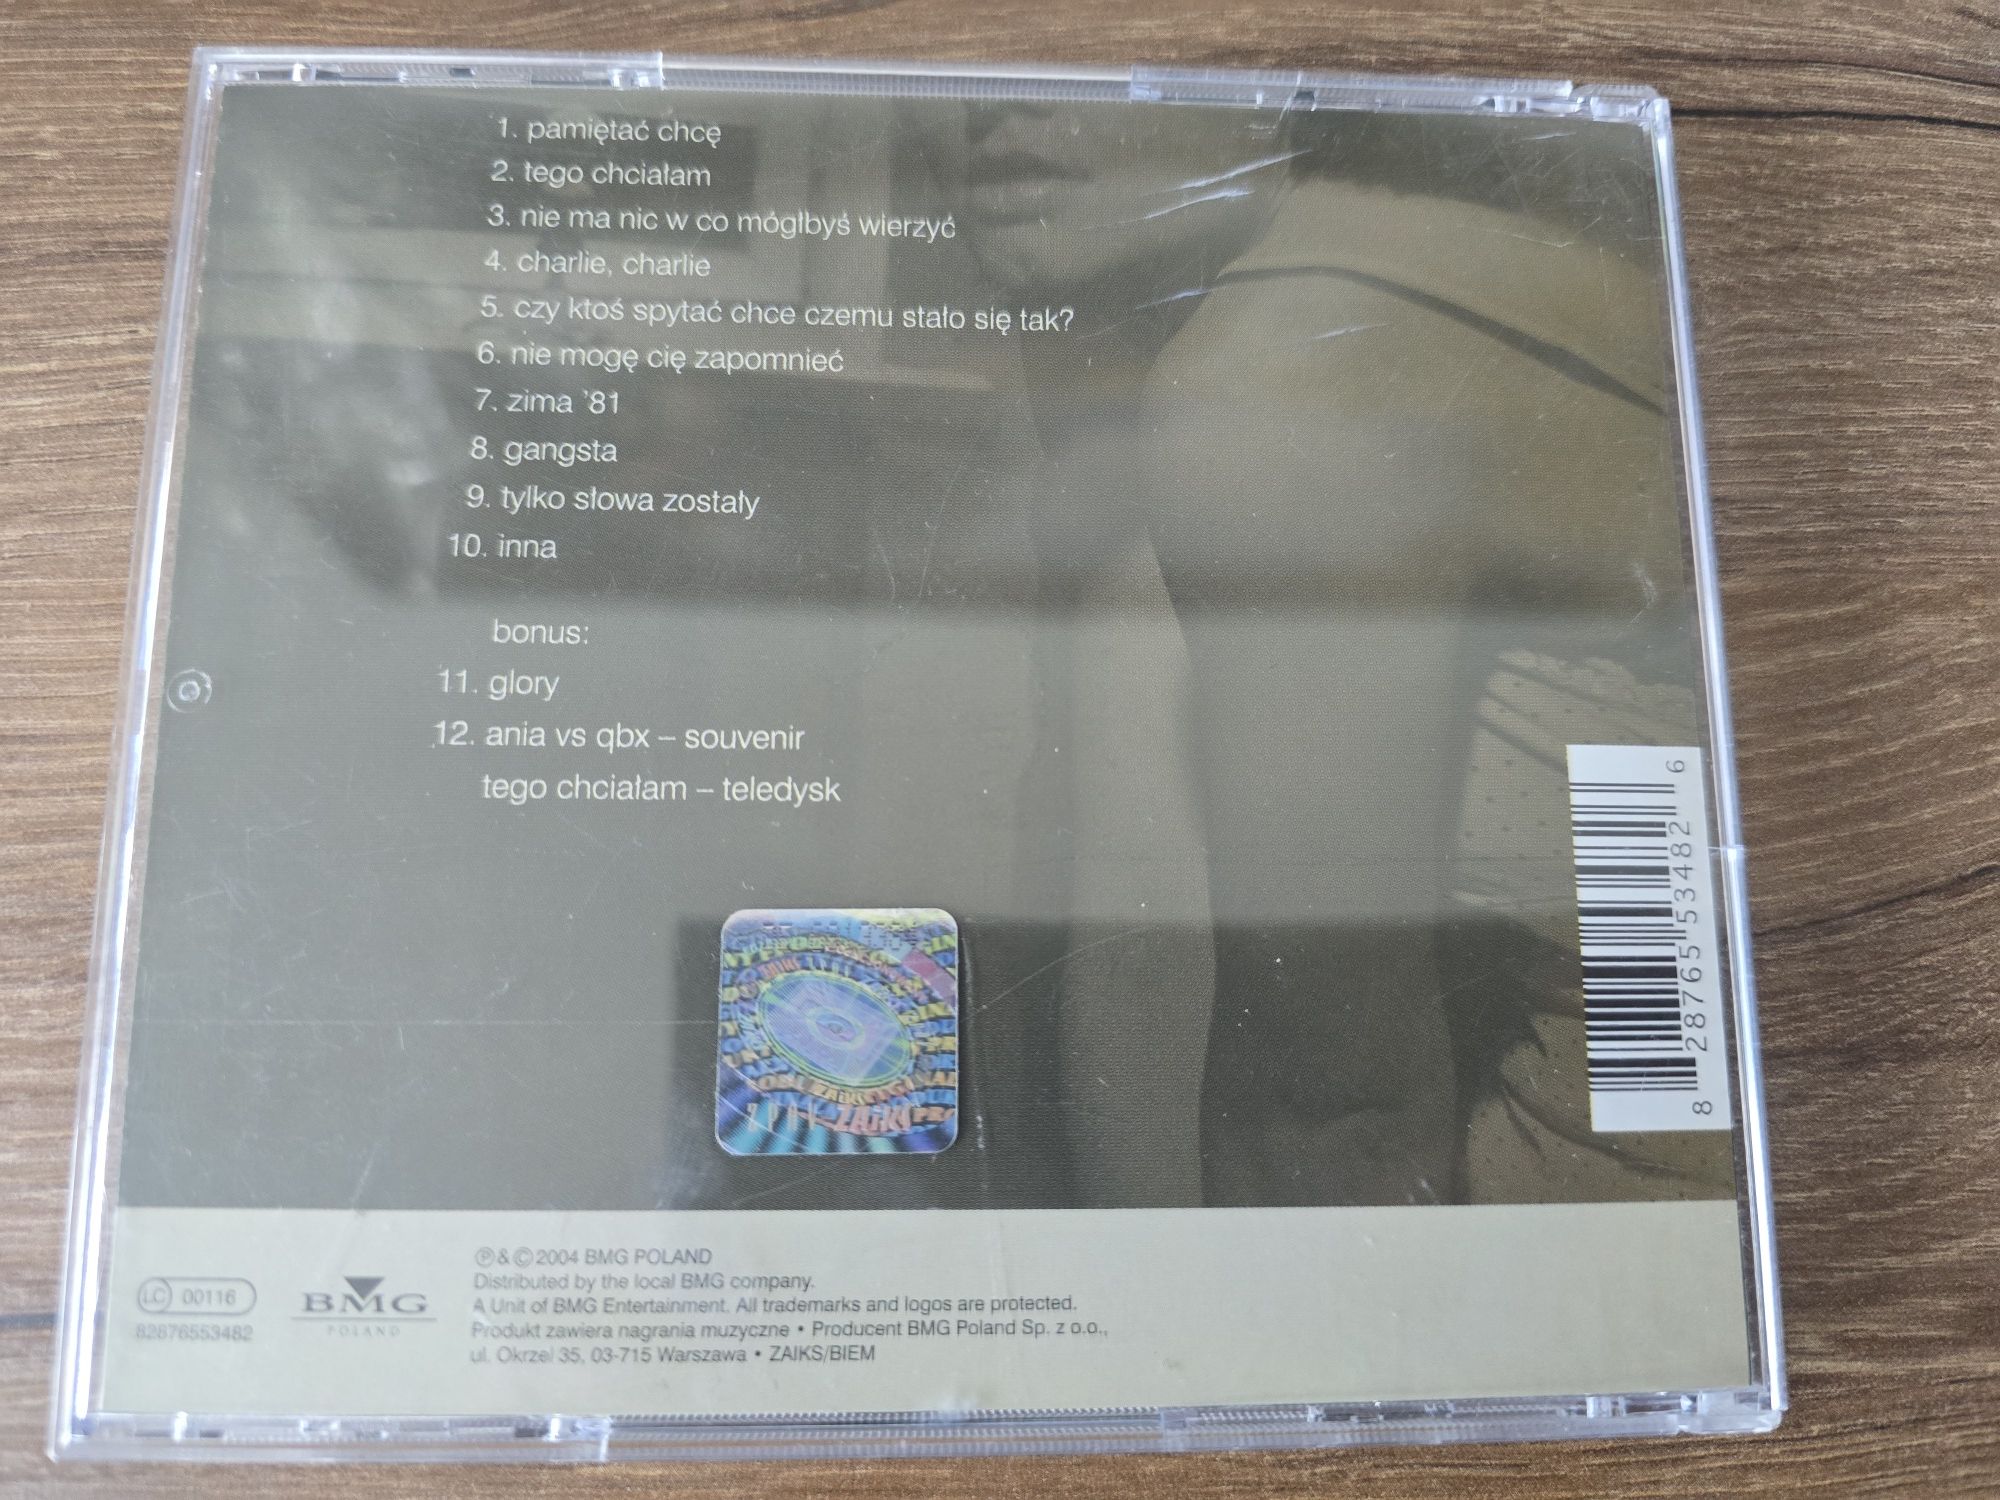 1. pamiętać chcę
2. tego chciałam
3. nie ma nic w co mógłbyś wierzyć
4. charlie, charlie
5. czy ktoś spytać chce czemu stało się tak?
6. nie mogę cię zapomnieć
7. zima '81
8. gangsta
9. tylko słowa zostały
10. inna
bonus:
11. glory
12. ania vs qbx – souvenir
tego chciałam – teledysk
8 28765 53482 6
ZAiKS
LC 00116
82876553482
BMG
POLAND
℗&©2004 BMG POLAND
Distributed by the local BMG company.
A Unit of BMG Entertainment. All trademarks and logos are protected.
Produkt zawiera nagrania muzyczne • Producent BMG Poland Sp. z o.o.,
ul. Okrzei 35, 03-715 Warszawa • ZAIKS/BIEM